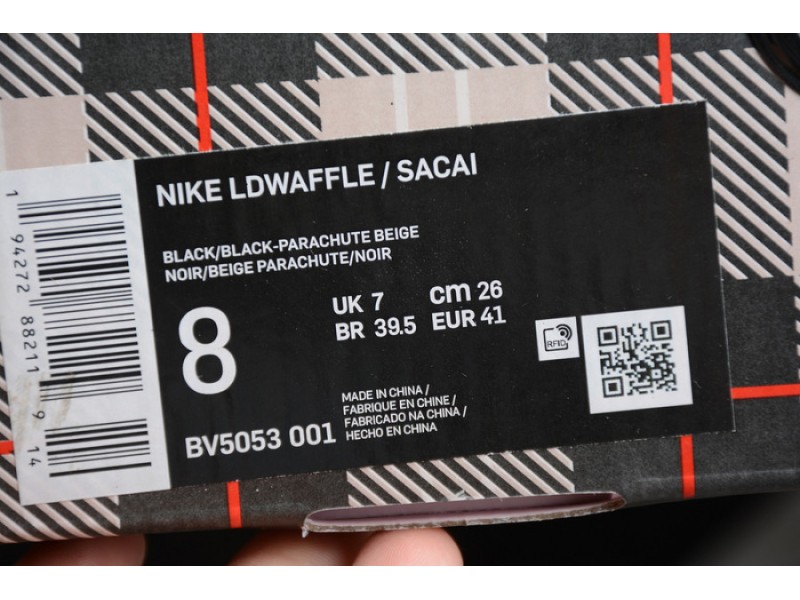 NIKE LDWAFFLE / SACAI
BLACK/BLACK-PARACHUTE BEIGE
NOIR/BEIGE PARACHUTE/NOIR
8
UK 7 cm 26
BR 39.5 EUR 41
RFID
BV5053 001
MADE IN CHINA /
FABRIQUE EN CHINE /
FABRICADO NA CHINA /
HECHO EN CHINA
1 94272 88211 9 14